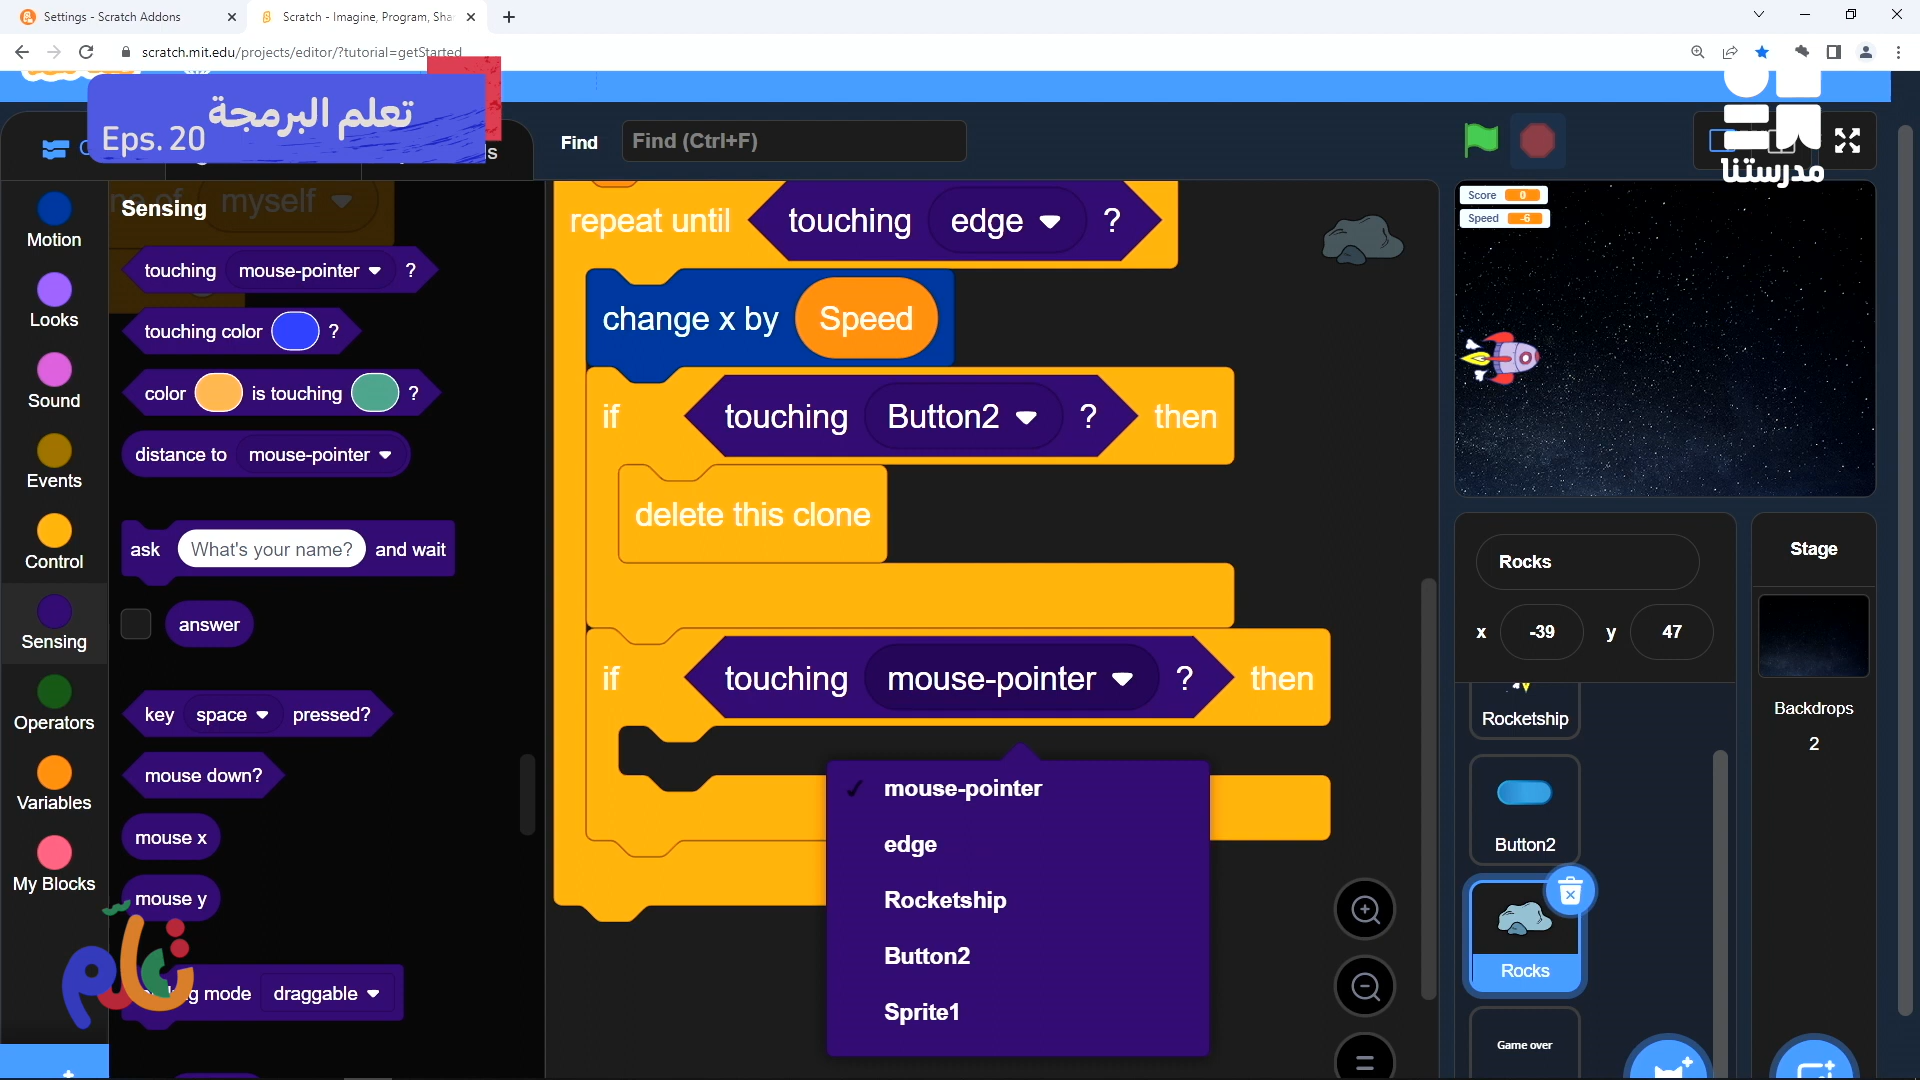 Settings - Scratch Addons
Scratch - Imagine, Program, Sha
scratch.mit.edu/projects/editor/?tutorial=getStarted
تعلم البرمجة
Eps. 20
مدرستنا
Find
Find (Ctrl+F)
Motion
Looks
Sound
Events
Control
Sensing
Operators
Variables
My Blocks
myself
Sensing
touching mouse-pointer ?
touching color ?
color is touching ?
distance to mouse-pointer
ask What's your name? and wait
answer
key space pressed?
mouse down?
mouse x
mouse y
mode draggable
repeat until touching edge ?
change x by Speed
if touching Button2 ? then
delete this clone
if touching mouse-pointer ? then
✓ mouse-pointer
edge
Rocketship
Button2
Sprite1
Score 0
Speed -6
Rocks
x -39 y 47
Rocketship
Button2
Rocks
Game over
Stage
Backdrops
2